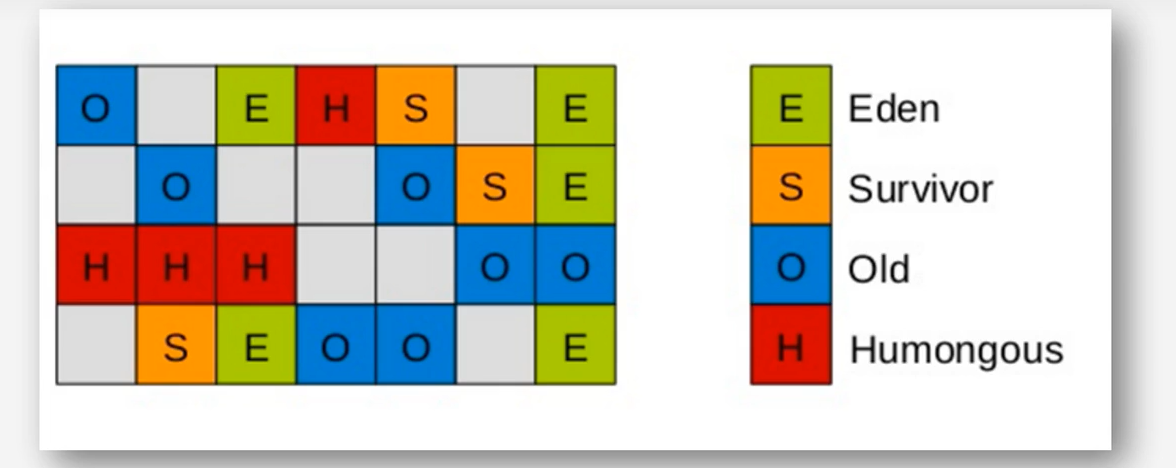 O E H S E E Eden
O O S E S Survivor
H H H O O O Old
S E O O E H Humongous